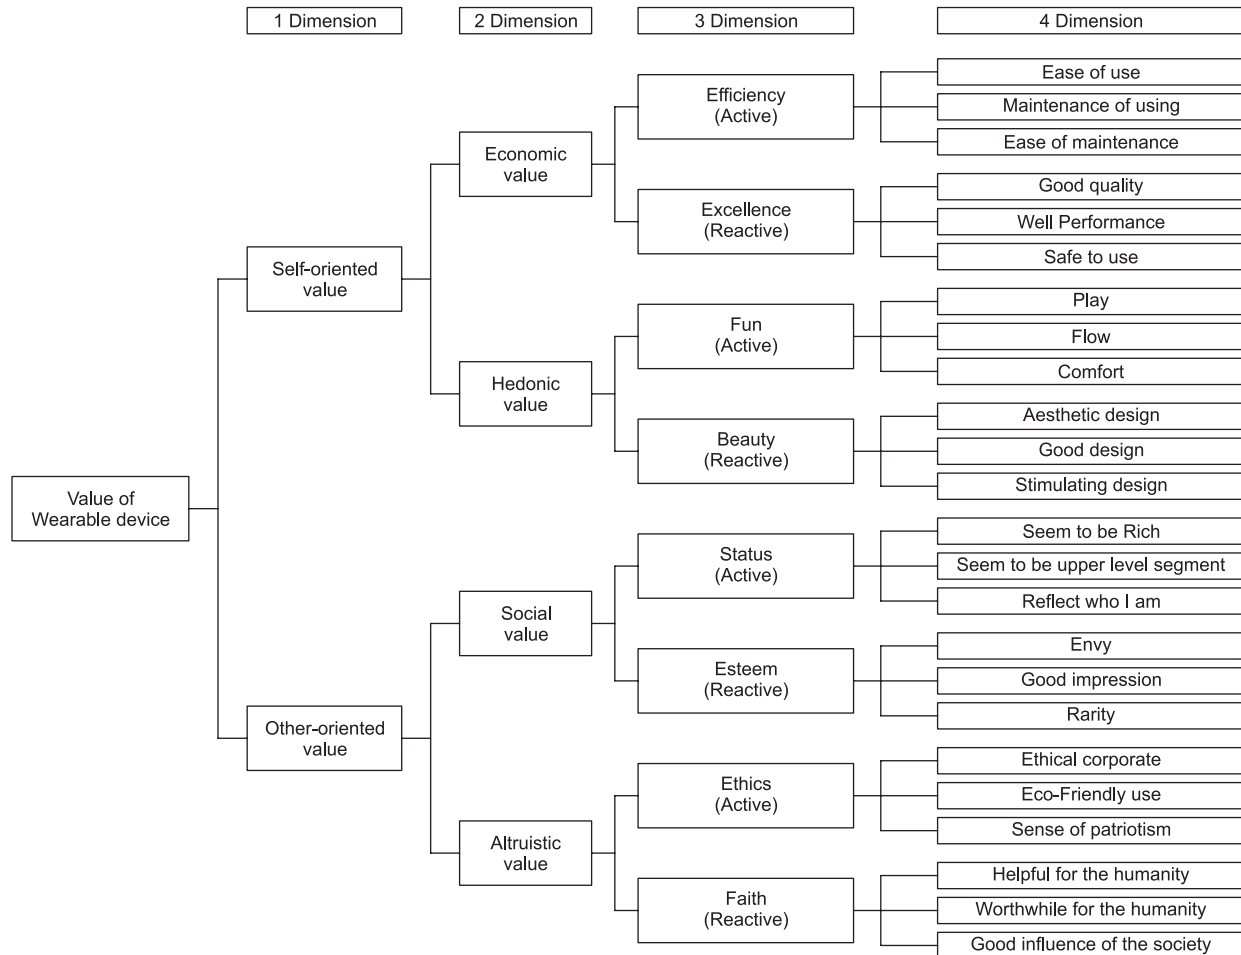 1 Dimension
2 Dimension
3 Dimension
4 Dimension
Value of
Wearable device
Self-oriented
value
Other-oriented
value
Economic
value
Hedonic
value
Social
value
Altruistic
value
Efficiency
(Active)
Excellence
(Reactive)
Fun
(Active)
Beauty
(Reactive)
Status
(Active)
Esteem
(Reactive)
Ethics
(Active)
Faith
(Reactive)
Ease of use
Maintenance of using
Ease of maintenance
Good quality
Well Performance
Safe to use
Play
Flow
Comfort
Aesthetic design
Good design
Stimulating design
Seem to be Rich
Seem to be upper level segment
Reflect who I am
Envy
Good impression
Rarity
Ethical corporate
Eco-Friendly use
Sense of patriotism
Helpful for the humanity
Worthwhile for the humanity
Good influence of the society